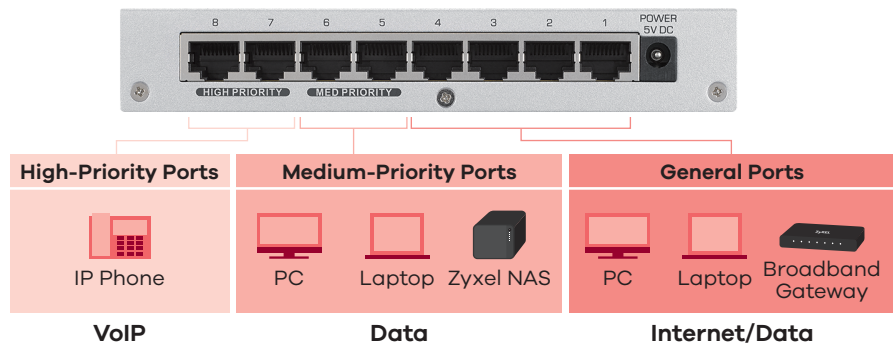 8 7 6 5 4 3 2 1 POWER
5V DC
HIGH PRIORITY MED PRIORITY
High-Priority Ports Medium-Priority Ports General Ports
ZYXEL
IP Phone PC Laptop Zyxel NAS PC Laptop Broadband
Gateway
VoIP Data Internet/Data